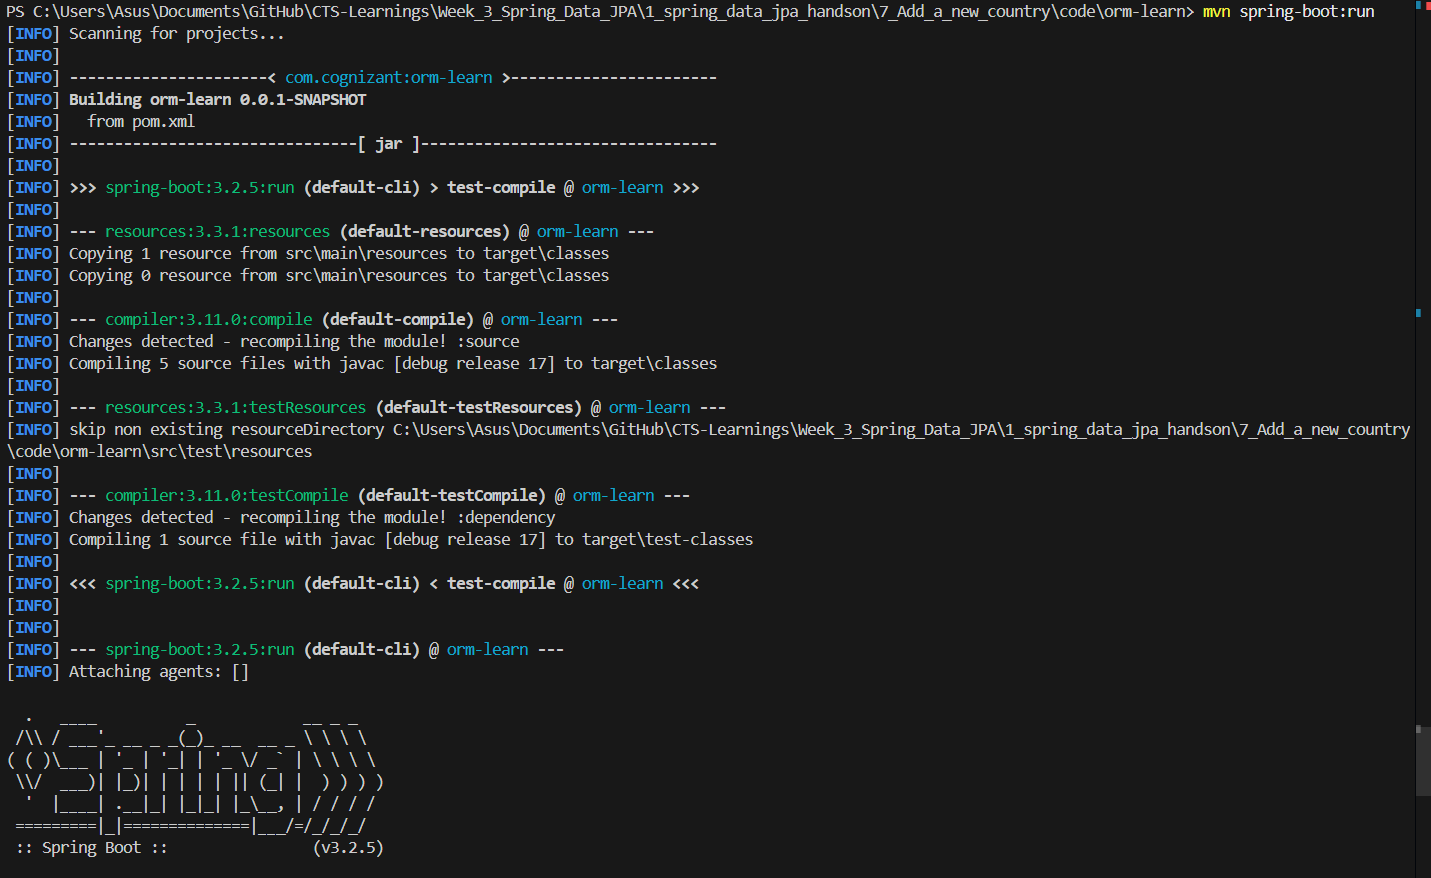 PS C:\Users\Asus\Documents\GitHub\CTS-Learnings\Week_3_Spring_Data_JPA\1_spring_data_jpa_handson\7_Add_a_new_country\code\orm-learn> mvn spring-boot:run
[INFO] Scanning for projects...
[INFO]
[INFO] ----------------------< com.cognizant:orm-learn >-----------------------
[INFO] Building orm-learn 0.0.1-SNAPSHOT
[INFO]   from pom.xml
[INFO] --------------------------------[ jar ]---------------------------------
[INFO]
[INFO] >>> spring-boot:3.2.5:run (default-cli) > test-compile @ orm-learn >>>
[INFO]
[INFO] --- resources:3.3.1:resources (default-resources) @ orm-learn ---
[INFO] Copying 1 resource from src\main\resources to target\classes
[INFO] Copying 0 resource from src\main\resources to target\classes
[INFO]
[INFO] --- compiler:3.11.0:compile (default-compile) @ orm-learn ---
[INFO] Changes detected - recompiling the module! :source
[INFO] Compiling 5 source files with javac [debug release 17] to target\classes
[INFO]
[INFO] --- resources:3.3.1:testResources (default-testResources) @ orm-learn ---
[INFO] skip non existing resourceDirectory C:\Users\Asus\Documents\GitHub\CTS-Learnings\Week_3_Spring_Data_JPA\1_spring_data_jpa_handson\7_Add_a_new_country
\code\orm-learn\src\test\resources
[INFO]
[INFO] --- compiler:3.11.0:testCompile (default-testCompile) @ orm-learn ---
[INFO] Changes detected - recompiling the module! :dependency
[INFO] Compiling 1 source file with javac [debug release 17] to target\test-classes
[INFO]
[INFO] <<< spring-boot:3.2.5:run (default-cli) < test-compile @ orm-learn <<<
[INFO]
[INFO]
[INFO] --- spring-boot:3.2.5:run (default-cli) @ orm-learn ---
[INFO] Attaching agents: []

  .   ____          _            __ _ _
 /\\ / ___'_ __ _ _(_)_ __  __ _ \ \ \ \
( ( )\___ | '_ | '_| | '_ \/ _` | \ \ \ \
 \\/  ___)| |_)| | | | | || (_| |  ) ) ) )
  '  |____| .__|_| |_|_| |_\__, | / / / /
 =========|_|==============|___/=/_/_/_/
 :: Spring Boot ::                (v3.2.5)